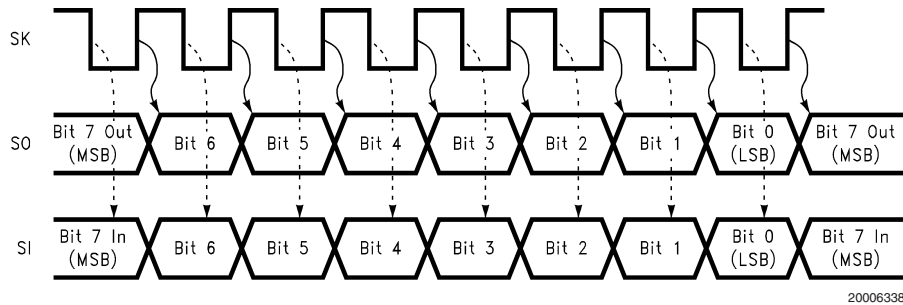 SK
SO
Bit 7 Out
(MSB)
Bit 6
Bit 5
Bit 4
Bit 3
Bit 2
Bit 1
Bit 0
(LSB)
Bit 7 Out
(MSB)
SI
Bit 7 In
(MSB)
Bit 6
Bit 5
Bit 4
Bit 3
Bit 2
Bit 1
Bit 0
(LSB)
Bit 7 In
(MSB)
20006338